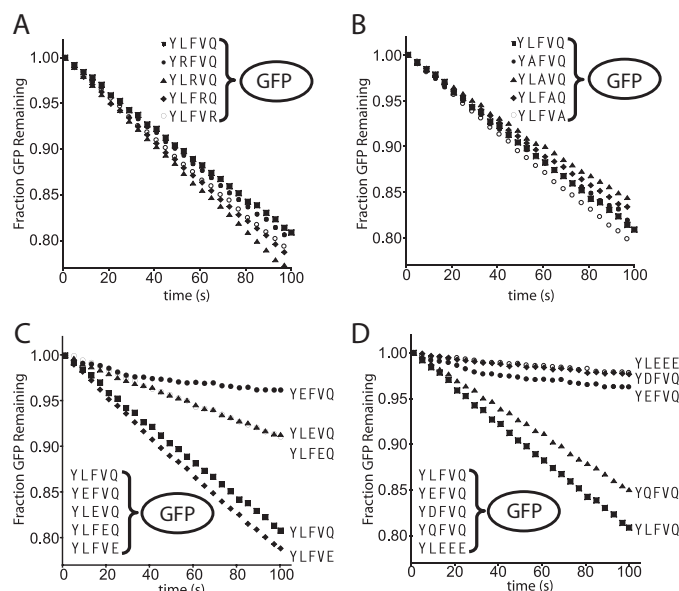 A
Fraction GFP Remaining
1.00
0.95
0.90
0.85
0.80
YLFVQ
YRFVQ
YLRVQ
YLFRQ
YLFVR
GFP
0 20 40 60 80 100
time (s)
B
Fraction GFP Remaining
1.00
0.95
0.90
0.85
0.80
YLFVQ
YAFVQ
YLAVQ
YLFAQ
YLFVA
GFP
0 20 40 60 80 100
time (s)
C
Fraction GFP Remaining
1.00
0.95
0.90
0.85
0.80
YEFVQ
YLEVQ
YLFEQ
YLFVQ
YLFVE
YLFVQ
YEFVQ
YLEVQ
YLFEQ
YLFVE
GFP
0 20 40 60 80 100
time (s)
D
Fraction GFP Remaining
1.00
0.95
0.90
0.85
0.80
YLEEE
YDFVQ
YEFVQ
YQFVQ
YLFVQ
YLFVQ
YEFVQ
YDFVQ
YQFVQ
YLEEE
GFP
0 20 40 60 80 100
time (s)